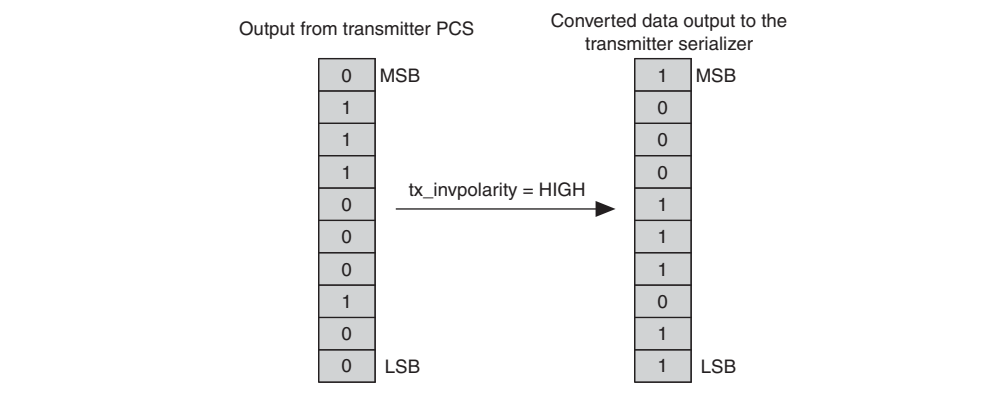 Output from transmitter PCS
Converted data output to the
transmitter serializer
0 MSB
1
1
1
0
0
0
1
0
0 LSB
tx_invpolarity = HIGH
1 MSB
0
0
0
1
1
1
0
1
1 LSB